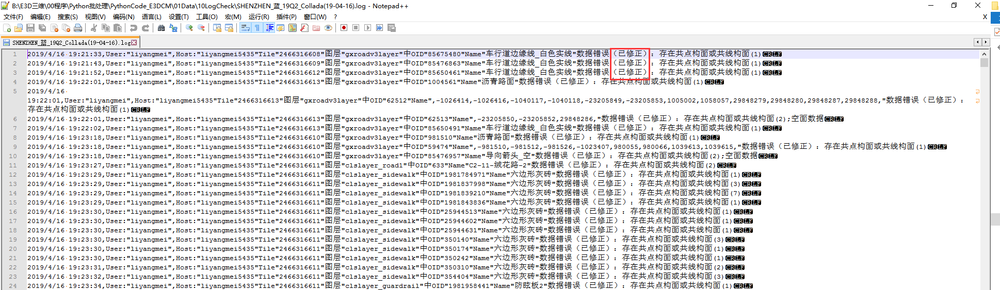 B:\E3D三维\00程序\Python批处理\PythonCode_E3DCM\01Data\10LogCheck\SHENZHEN_蓝_19Q2_Collada(19-04-16).log - Notepad++
文件(F) 编辑(E) 搜索(S) 视图(V) 编码(N) 语言(L) 设置(T) 工具(O) 宏(M) 运行(R) 插件(P) 窗口(W) ? X
SHENZHEN_蓝_19Q2_Collada(19-04-16).log
1 2019/4/16 19:21:33,User:"liyangmei",Host:"liyangmei5435"Tile"2466316608"图层"gxroadv3layer"中OID"85675480"Name"车行道边缘线_白色实线"数据错误（已修正）：存在共点构面或共线构面(1)CRLF
2 2019/4/16 19:21:43,User:"liyangmei",Host:"liyangmei5435"Tile"2466316609"图层"gxroadv3layer"中OID"85476863"Name"车行道边缘线_白色实线"数据错误（已修正）：存在共点构面或共线构面(1)CRLF
3 2019/4/16 19:21:52,User:"liyangmei",Host:"liyangmei5435"Tile"2466316612"图层"gxroadv3layer"中OID"85650461"Name"车行道边缘线_白色实线"数据错误（已修正）：存在共点构面或共线构面(1)CRLF
4 2019/4/16 19:22:01,User:"liyangmei",Host:"liyangmei5435"Tile"2466316613"图层"gxroadv3layer"中OID"1004561"Name"沥青路面"数据错误（已修正）：存在共点构面或共线构面(1)CRLF
5 2019/4/16
19:22:01,User:"liyangmei",Host:"liyangmei5435"Tile"2466316613"图层"gxroadv3layer"中OID"62512"Name",-1026414,-1026416,-1040117,-1040118,-23205849,-23205853,1005002,1058057,29848279,29848280,29848287,29848288,"数据错误（已修正）：
存在共点构面或共线构面(1)CRLF
6 2019/4/16 19:22:01,User:"liyangmei",Host:"liyangmei5435"Tile"2466316613"图层"gxroadv3layer"中OID"62513"Name",-23205850,-23205852,29848286,"数据错误（已修正）：存在共点构面或共线构面(2);空面数据CRLF
7 2019/4/16 19:22:02,User:"liyangmei",Host:"liyangmei5435"Tile"2466316613"图层"gxroadv3layer"中OID"85650491"Name"车行道边缘线_白色实线"数据错误（已修正）：存在共点构面或共线构面(1)CRLF
8 2019/4/16 19:23:18,User:"liyangmei",Host:"liyangmei5435"Tile"2466316610"图层"gxroadv3layer"中OID"981510"Name"沥青路面"数据错误（已修正）：存在共点构面或共线构面(1)CRLF
9 2019/4/16 19:23:18,User:"liyangmei",Host:"liyangmei5435"Tile"2466316610"图层"gxroadv3layer"中OID"59474"Name",-981510,-981512,-981526,-1023407,980055,980066,1039613,1039615,"数据错误（已修正）：存在共点构面或共线构面(1)CRLF
10 2019/4/16 19:23:18,User:"liyangmei",Host:"liyangmei5435"Tile"2466316610"图层"gxroadv3layer"中OID"85476957"Name"导向箭头_空"数据错误（已修正）：存在共点构面或共线构面(2);空面数据CRLF
11 2019/4/16 19:23:27,User:"liyangmei",Host:"liyangmei5435"Tile"2466316611"图层"clslayer_road1"中OID"633"Name"C2-11-绒花路-2"数据错误（已修正）：存在共点构面或共线构面(2)CRLF
12 2019/4/16 19:23:29,User:"liyangmei",Host:"liyangmei5435"Tile"2466316611"图层"clslayer_sidewalk"中OID"1981784971"Name"六边形灰砖"数据错误（已修正）：存在共点构面或共线构面(1)CRLF
13 2019/4/16 19:23:29,User:"liyangmei",Host:"liyangmei5435"Tile"2466316611"图层"clslayer_sidewalk"中OID"1981837998"Name"六边形灰砖"数据错误（已修正）：存在共点构面或共线构面(3)CRLF
14 2019/4/16 19:23:29,User:"liyangmei",Host:"liyangmei5435"Tile"2466316611"图层"clslayer_sidewalk"中OID"1981839210"Name"六边形灰砖"数据错误（已修正）：存在共点构面或共线构面(7)CRLF
15 2019/4/16 19:23:29,User:"liyangmei",Host:"liyangmei5435"Tile"2466316611"图层"clslayer_sidewalk"中OID"1981843836"Name"六边形灰砖"数据错误（已修正）：存在共点构面或共线构面(1)CRLF
16 2019/4/16 19:23:30,User:"liyangmei",Host:"liyangmei5435"Tile"2466316611"图层"clslayer_sidewalk"中OID"25944513"Name"六边形灰砖"数据错误（已修正）：存在共点构面或共线构面(1)CRLF
17 2019/4/16 19:23:30,User:"liyangmei",Host:"liyangmei5435"Tile"2466316611"图层"clslayer_sidewalk"中OID"25944602"Name"六边形灰砖"数据错误（已修正）：存在共点构面或共线构面(1)CRLF
18 2019/4/16 19:23:30,User:"liyangmei",Host:"liyangmei5435"Tile"2466316611"图层"clslayer_sidewalk"中OID"25944631"Name"六边形灰砖"数据错误（已修正）：存在共点构面或共线构面(1)CRLF
19 2019/4/16 19:23:30,User:"liyangmei",Host:"liyangmei5435"Tile"2466316611"图层"clslayer_sidewalk"中OID"350140"Name"六边形灰砖"数据错误（已修正）：存在共点构面或共线构面(3)CRLF
20 2019/4/16 19:23:30,User:"liyangmei",Host:"liyangmei5435"Tile"2466316611"图层"clslayer_sidewalk"中OID"350174"Name"六边形灰砖"数据错误（已修正）：存在共点构面或共线构面(1)CRLF
21 2019/4/16 19:23:30,User:"liyangmei",Host:"liyangmei5435"Tile"2466316611"图层"clslayer_sidewalk"中OID"350242"Name"六边形灰砖"数据错误（已修正）：存在共点构面或共线构面(1)CRLF
22 2019/4/16 19:23:31,User:"liyangmei",Host:"liyangmei5435"Tile"2466316611"图层"clslayer_sidewalk"中OID"350310"Name"六边形灰砖"数据错误（已修正）：存在共点构面或共线构面(2)CRLF
23 2019/4/16 19:23:32,User:"liyangmei",Host:"liyangmei5435"Tile"2466316611"图层"clslayer_sidewalk"中OID"354404"Name"六边形灰砖"数据错误（已修正）：存在共点构面或共线构面(3)CRLF
24 2019/4/16 19:23:34,User:"liyangmei",Host:"liyangmei5435"Tile"2466316611"图层"clslayer_guardrail"中OID"1981958441"Name"防眩板2"数据错误（已修正）：存在共点构面或共线构面(1)CRLF